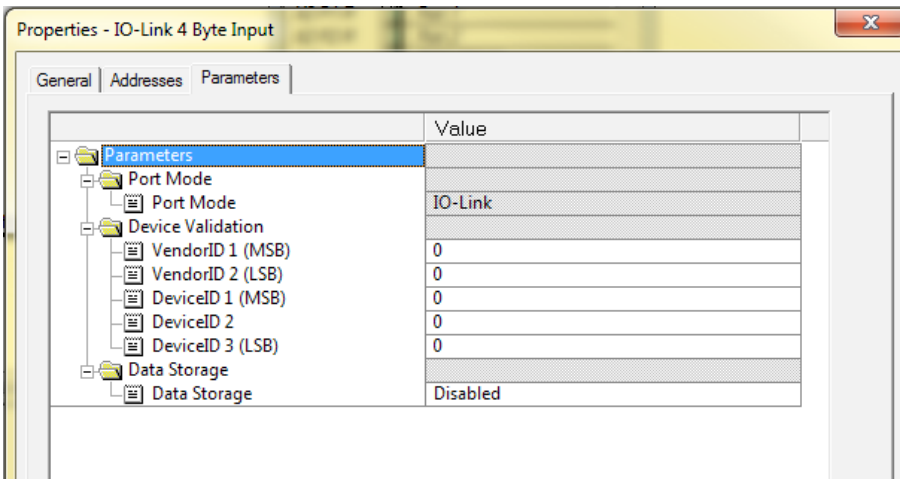 Properties - IO-Link 4 Byte Input
General Addresses Parameters
Value
Parameters
Port Mode
Port Mode IO-Link
Device Validation
VendorID 1 (MSB) 0
VendorID 2 (LSB) 0
DeviceID 1 (MSB) 0
DeviceID 2 0
DeviceID 3 (LSB) 0
Data Storage
Data Storage Disabled